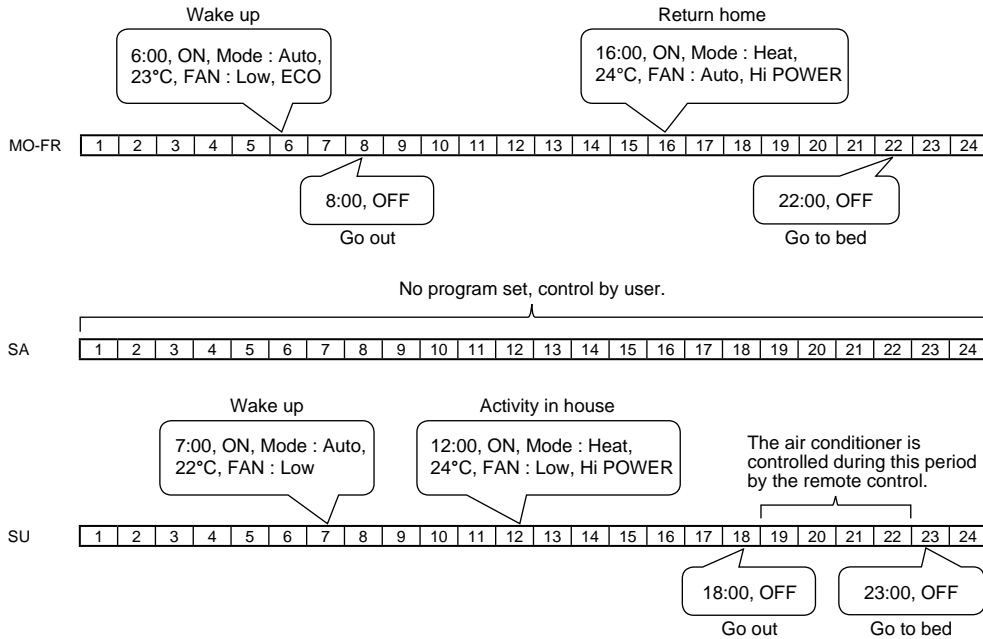 Wake up
6:00, ON, Mode : Auto,
23°C, FAN : Low, ECO
Return home
16:00, ON, Mode : Heat,
24°C, FAN : Auto, Hi POWER
MO-FR 1 2 3 4 5 6 7 8 9 10 11 12 13 14 15 16 17 18 19 20 21 22 23 24
8:00, OFF
Go out
22:00, OFF
Go to bed
No program set, control by user.
SA 1 2 3 4 5 6 7 8 9 10 11 12 13 14 15 16 17 18 19 20 21 22 23 24
Wake up
7:00, ON, Mode : Auto,
22°C, FAN : Low
Activity in house
12:00, ON, Mode : Heat,
24°C, FAN : Low, Hi POWER
The air conditioner is
controlled during this period
by the remote control.
SU 1 2 3 4 5 6 7 8 9 10 11 12 13 14 15 16 17 18 19 20 21 22 23 24
18:00, OFF
Go out
23:00, OFF
Go to bed